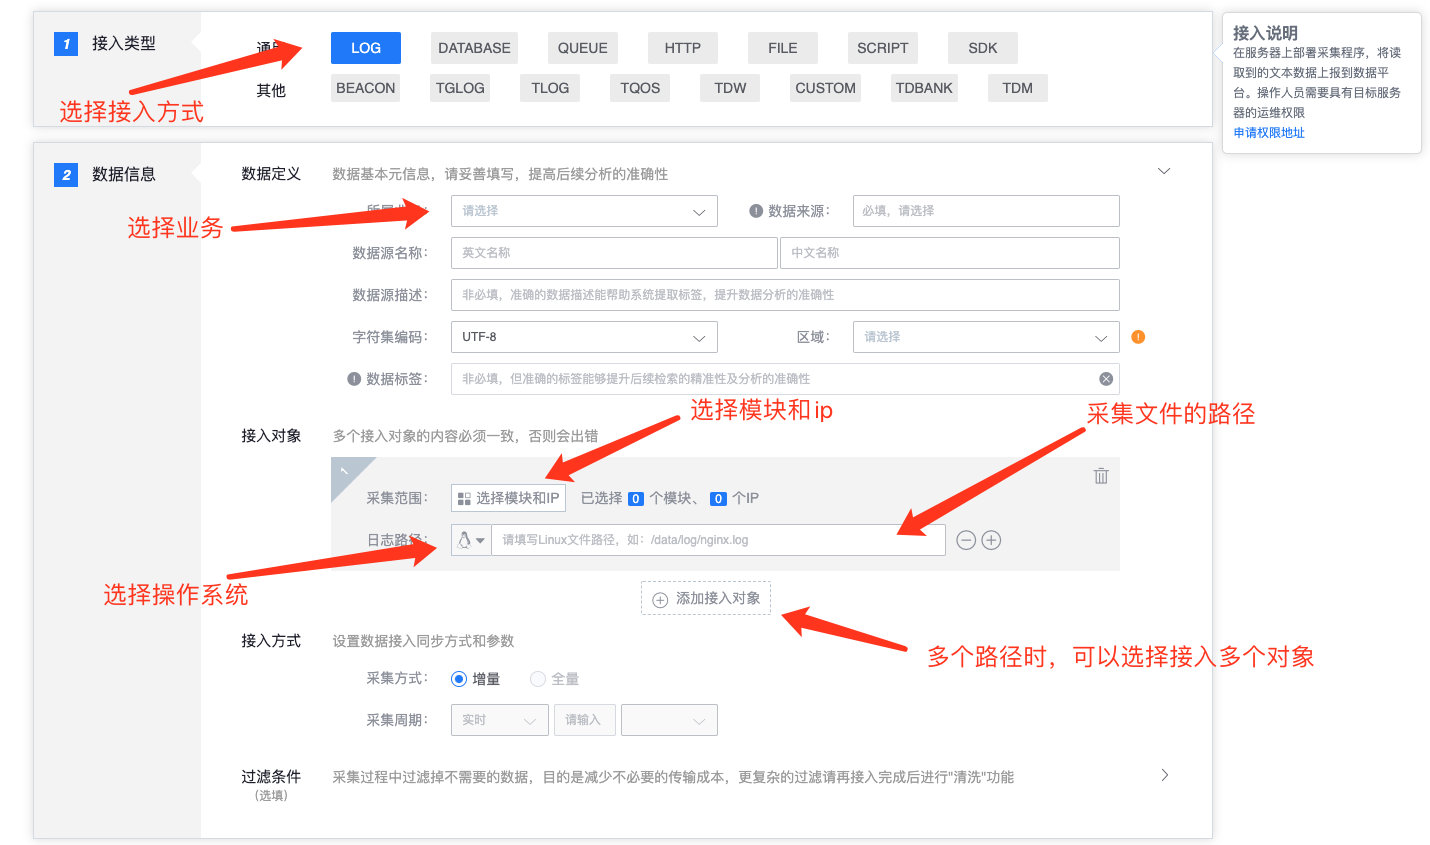 1 接入类型
LOG DATABASE QUEUE HTTP FILE SCRIPT SDK
其他 BEACON TGLOG TLOG TQOS TDW CUSTOM TDBANK TDM
选择接入方式
接入说明
在服务器上部署采集程序，将读
取到的文本数据上报到数据平
台。操作人员需要具有目标服务
器的运维权限
申请权限地址
2 数据信息
数据定义 数据基本元信息，请妥善填写，提高后续分析的准确性
选择业务
请选择 数据来源： 必填，请选择
数据源名称： 英文名称 中文名称
数据源描述： 非必填，准确的数据描述能帮助系统提取标签，提升数据分析的准确性
字符集编码： UTF-8 区域： 请选择
数据标签： 非必填，但准确的标签能够提升后续检索的精准性及分析的准确性
选择模块和ip
采集文件的路径
接入对象 多个接入对象的内容必须一致，否则会出错
1
采集范围： 选择模块和IP 已选择 0 个模块、 0 个IP
日志路径： 请填写Linux文件路径，如：/data/log/nginx.log
选择操作系统
添加接入对象
多个路径时，可以选择接入多个对象
接入方式 设置数据接入同步方式和参数
采集方式： 增量 全量
采集周期： 实时 请输入
过滤条件 采集过程中过滤掉不需要的数据，目的是减少不必要的传输成本，更复杂的过滤请再接入完成后进行"清洗"功能
(选填)